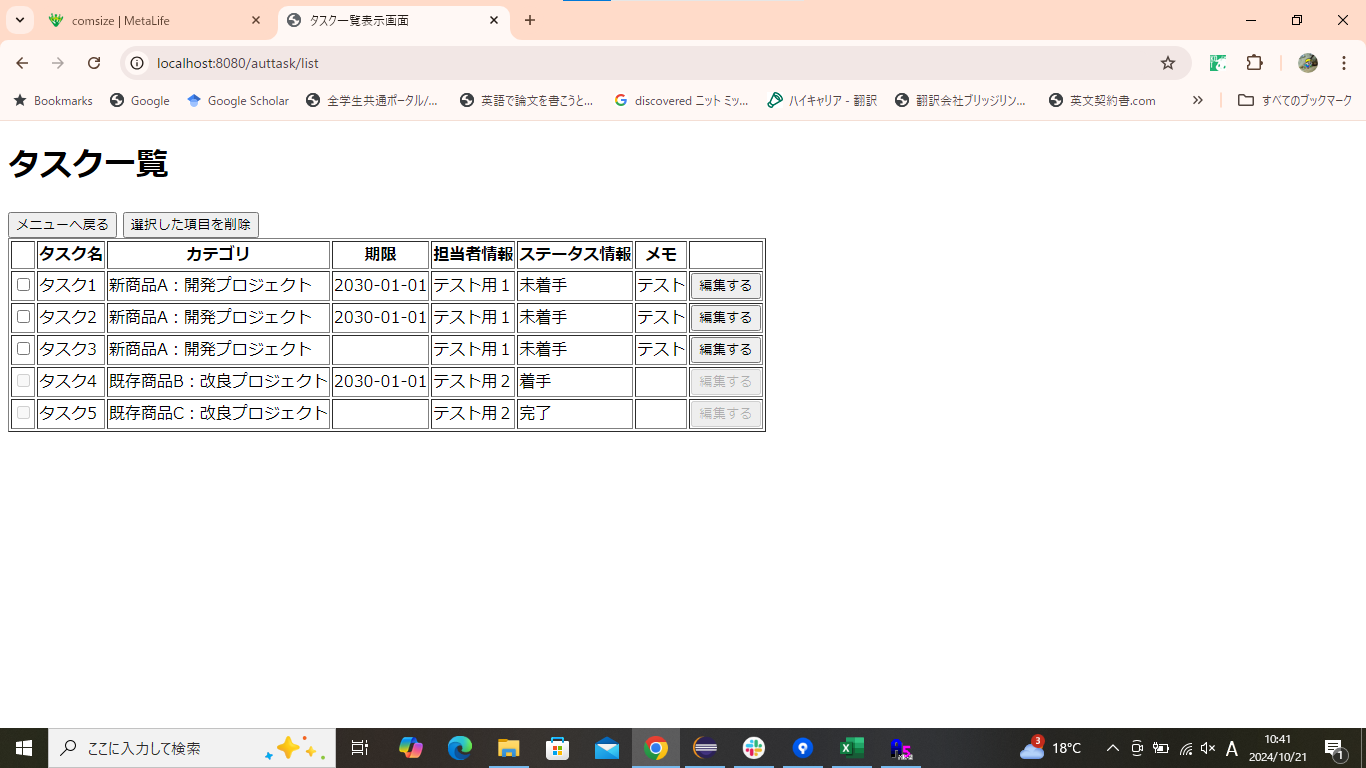 comsize | MetaLife
タスク一覧表示画面
localhost:8080/auttask/list
Bookmarks
Google
Google Scholar
全学生共通ポータル/...
英語で論文を書こうと...
discovered ニット ミッ...
ハイキャリア - 翻訳
翻訳会社ブリッジリン...
英文契約書.com
すべてのブックマーク
タスク一覧
メニューへ戻る 選択した項目を削除
タスク名 カテゴリ 期限 担当者情報 ステータス情報 メモ
タスク1 新商品A：開発プロジェクト 2030-01-01 テスト用１ 未着手 テスト 編集する
タスク2 新商品A：開発プロジェクト 2030-01-01 テスト用１ 未着手 テスト 編集する
タスク3 新商品A：開発プロジェクト テスト用１ 未着手 テスト 編集する
タスク4 既存商品B：改良プロジェクト 2030-01-01 テスト用２ 着手 編集する
タスク5 既存商品C：改良プロジェクト テスト用２ 完了 編集する
ここに入力して検索
3
18°C
A
10:41
2024/10/21
1